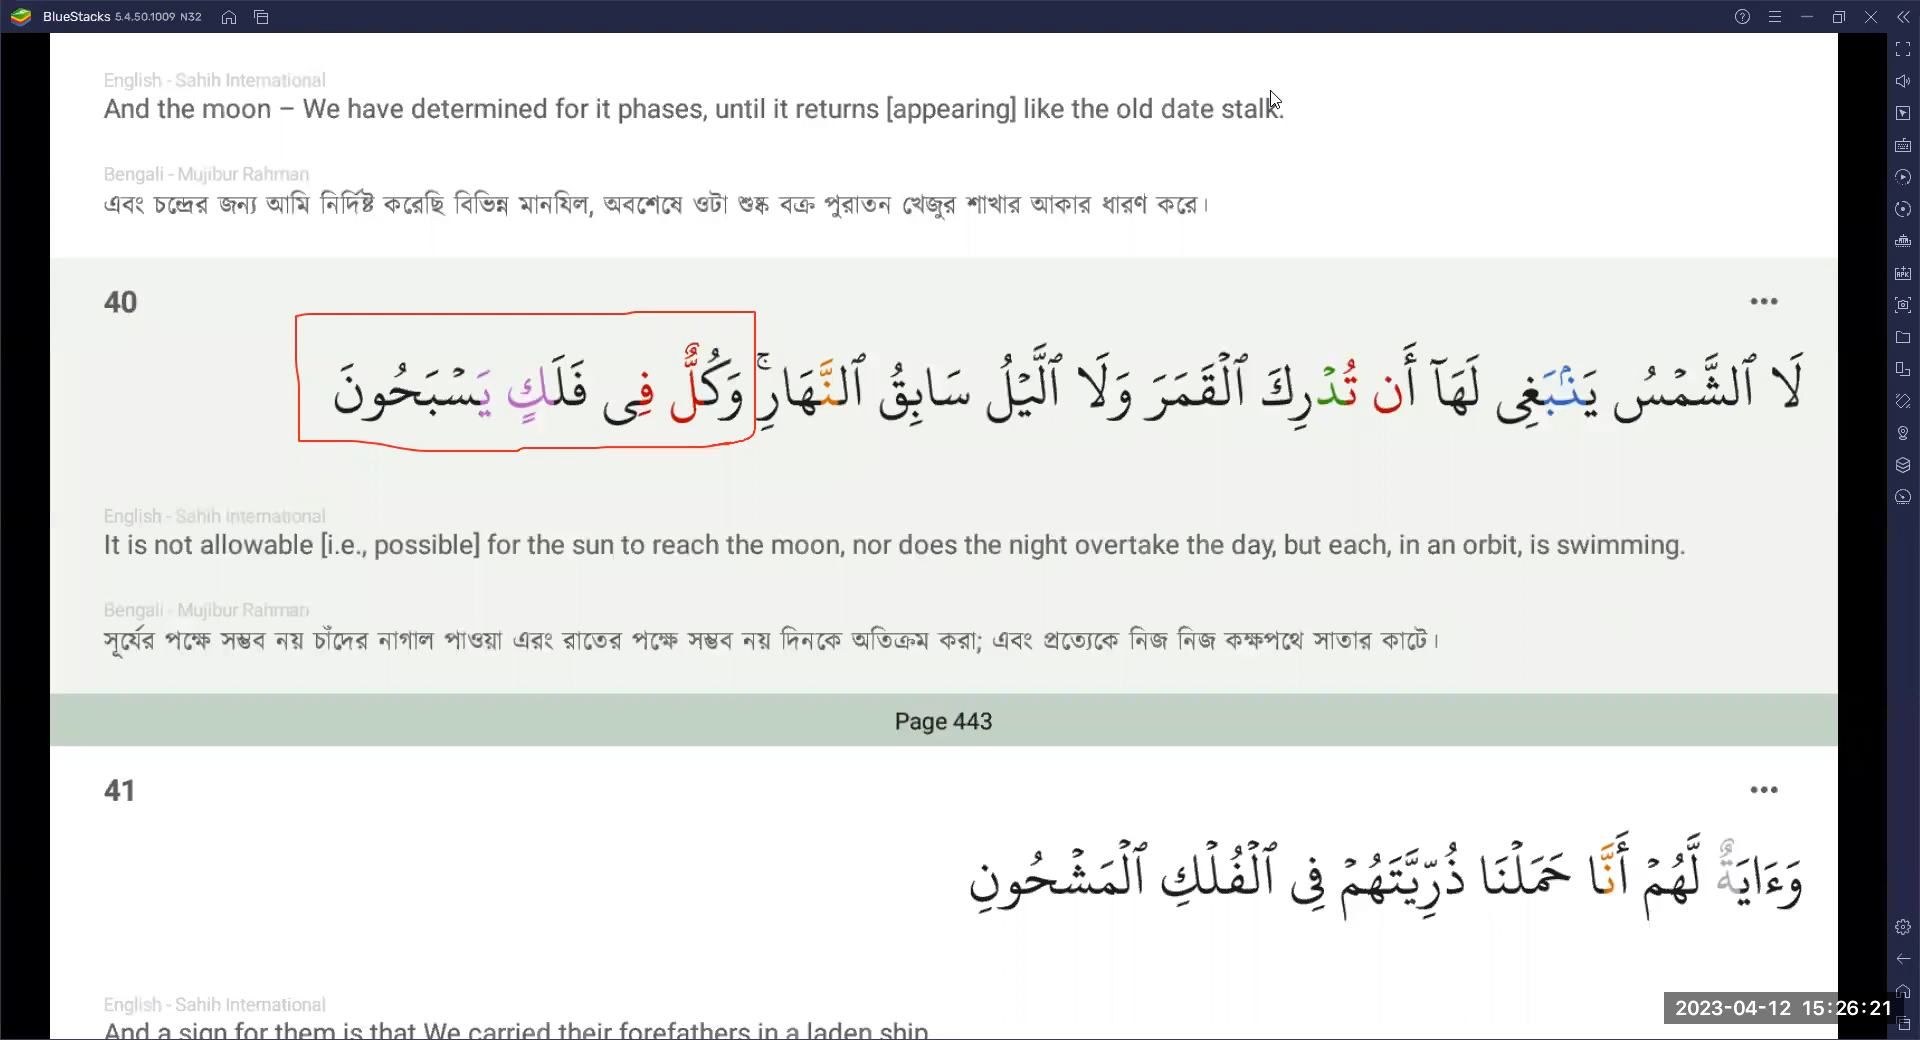 BlueStacks 5.4.50.1009 N32
English - Sahih International
And the moon – We have determined for it phases, until it returns [appearing] like the old date stalk.
Bengali - Mujibur Rahman
এবং চন্দ্রের জন্য আমি নির্দিষ্ট করেছি বিভিন্ন মানযিল, অবশেষে ওটা শুষ্ক বক্র পুরাতন খেজুর শাখার আকার ধারণ করে।
40
لَا ٱلشَّمْسُ يَنۢبَغِى لَهَآ أَن تُدْرِكَ ٱلْقَمَرَ وَلَا ٱلَّيْلُ سَابِقُ ٱلنَّهَارِ ۚ وَكُلٌّ فِى فَلَكٍ يَسْبَحُونَ
English - Sahih International
It is not allowable [i.e., possible] for the sun to reach the moon, nor does the night overtake the day, but each, in an orbit, is swimming.
Bengali - Mujibur Rahman
সূর্যের পক্ষে সম্ভব নয় চাঁদের নাগাল পাওয়া এরং রাতের পক্ষে সম্ভব নয় দিনকে অতিক্রম করা; এবং প্রত্যেকে নিজ নিজ কক্ষপথে সাতার কাটে।
Page 443
41
وَءَايَةٌ لَّهُمْ أَنَّا حَمَلْنَا ذُرِّيَّتَهُمْ فِى ٱلْفُلْكِ ٱلْمَشْحُونِ
English - Sahih International
And a sign for them is that We carried their forefathers in a laden ship
2023-04-12 15:26:21